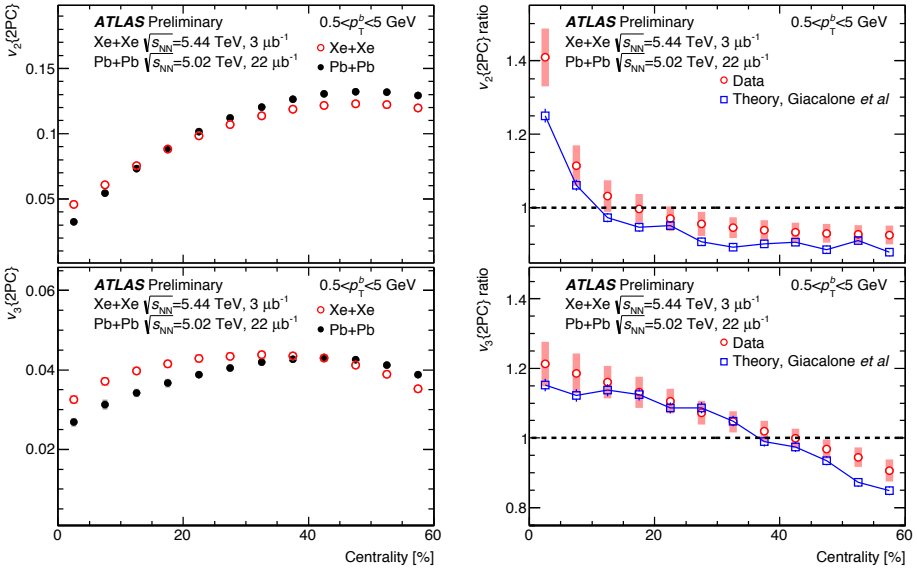 v₂{2PC}
ATLAS Preliminary
0.5<p_T^b<5 GeV
Xe+Xe √s_NN=5.44 TeV, 3 μb⁻¹
Pb+Pb √s_NN=5.02 TeV, 22 μb⁻¹
Xe+Xe
Pb+Pb
0.15
0.1
0.05
v₂{2PC} ratio
ATLAS Preliminary
0.5<p_T^b<5 GeV
Xe+Xe √s_NN=5.44 TeV, 3 μb⁻¹
Pb+Pb √s_NN=5.02 TeV, 22 μb⁻¹
Data
Theory, Giacalone et al
1.4
1.2
1
v₃{2PC}
ATLAS Preliminary
0.5<p_T^b<5 GeV
Xe+Xe √s_NN=5.44 TeV, 3 μb⁻¹
Pb+Pb √s_NN=5.02 TeV, 22 μb⁻¹
Xe+Xe
Pb+Pb
0.06
0.04
0.02
0 20 40 60
Centrality [%]
v₃{2PC} ratio
ATLAS Preliminary
0.5<p_T^b<5 GeV
Xe+Xe √s_NN=5.44 TeV, 3 μb⁻¹
Pb+Pb √s_NN=5.02 TeV, 22 μb⁻¹
Data
Theory, Giacalone et al
1.4
1.2
1
0.8
0 20 40 60
Centrality [%]